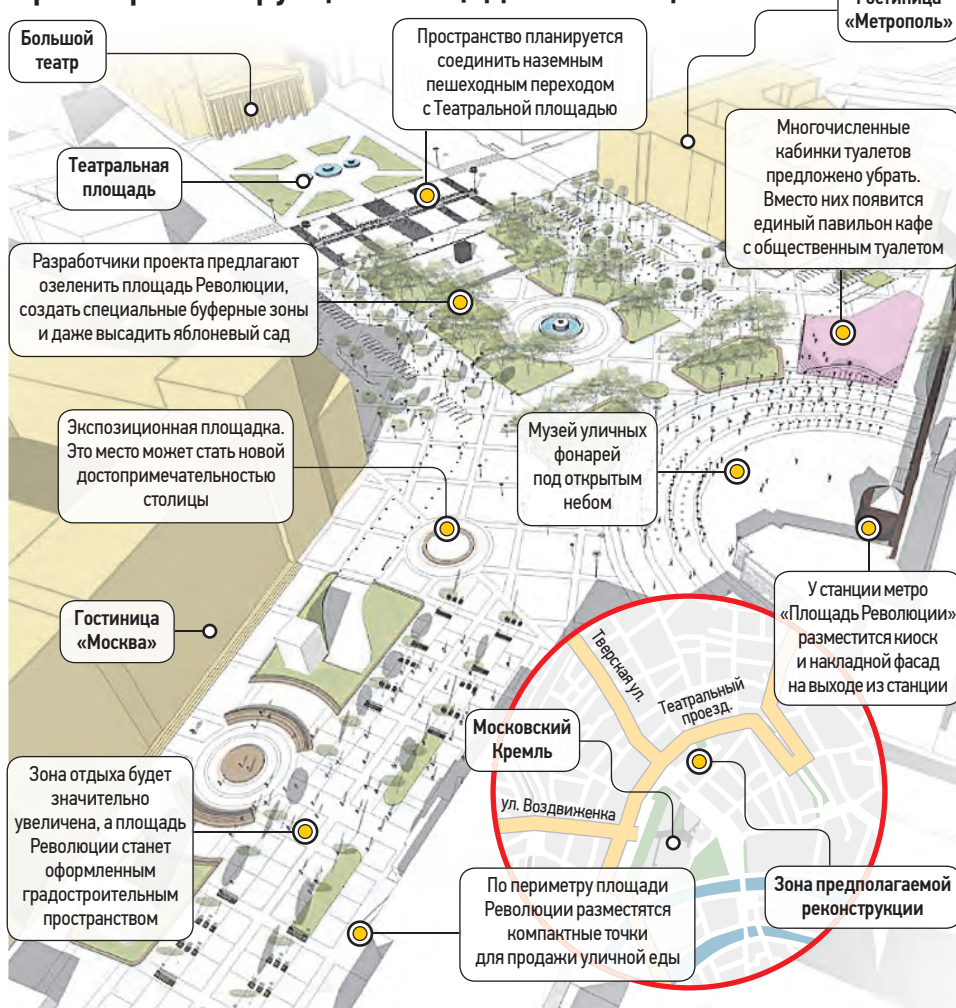 Гостиница
«Метрополь»
Большой
театр
Пространство планируется
соединить наземным
пешеходным переходом
с Театральной площадью
Многочисленные
кабинки туалетов
предложено убрать.
Вместо них появится
единый павильон кафе
с общественным туалетом
Театральная
площадь
Разработчики проекта предлагают
озеленить площадь Революции,
создать специальные буферные зоны
и даже высадить яблоневый сад
Экспозиционная площадка.
Это место может стать новой
достопримечательностью
столицы
Музей уличных
фонарей
под открытым
небом
У станции метро
«Площадь Революции»
разместится киоск
и накладной фасад
на выходе из станции
Гостиница
«Москва»
Тверская ул.
Театральный
проезд.
Московский
Кремль
ул. Воздвиженка
Зона отдыха будет
значительно
увеличена, а площадь
Революции станет
оформленным
градостроительным
пространством
По периметру площади
Революции разместятся
компактные точки
для продажи уличной еды
Зона предполагаемой
реконструкции